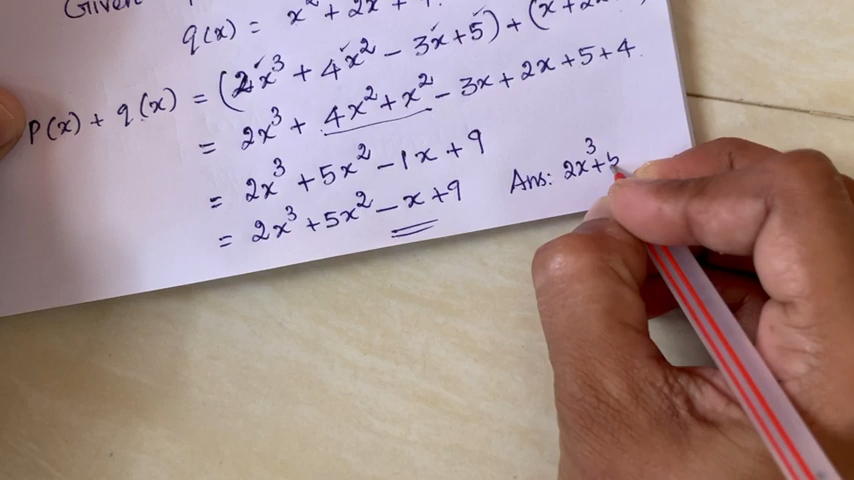 Given
q(x) = x² + 2x + 4
p(x) + q(x) = (2x³ + 4x² - 3x + 5) + (x + 2x
= 2x³ + 4x² + x² - 3x + 2x + 5 + 4
= 2x³ + 5x² - 1x + 9
= 2x³ + 5x² - x + 9
Ans: 2x³ + 5